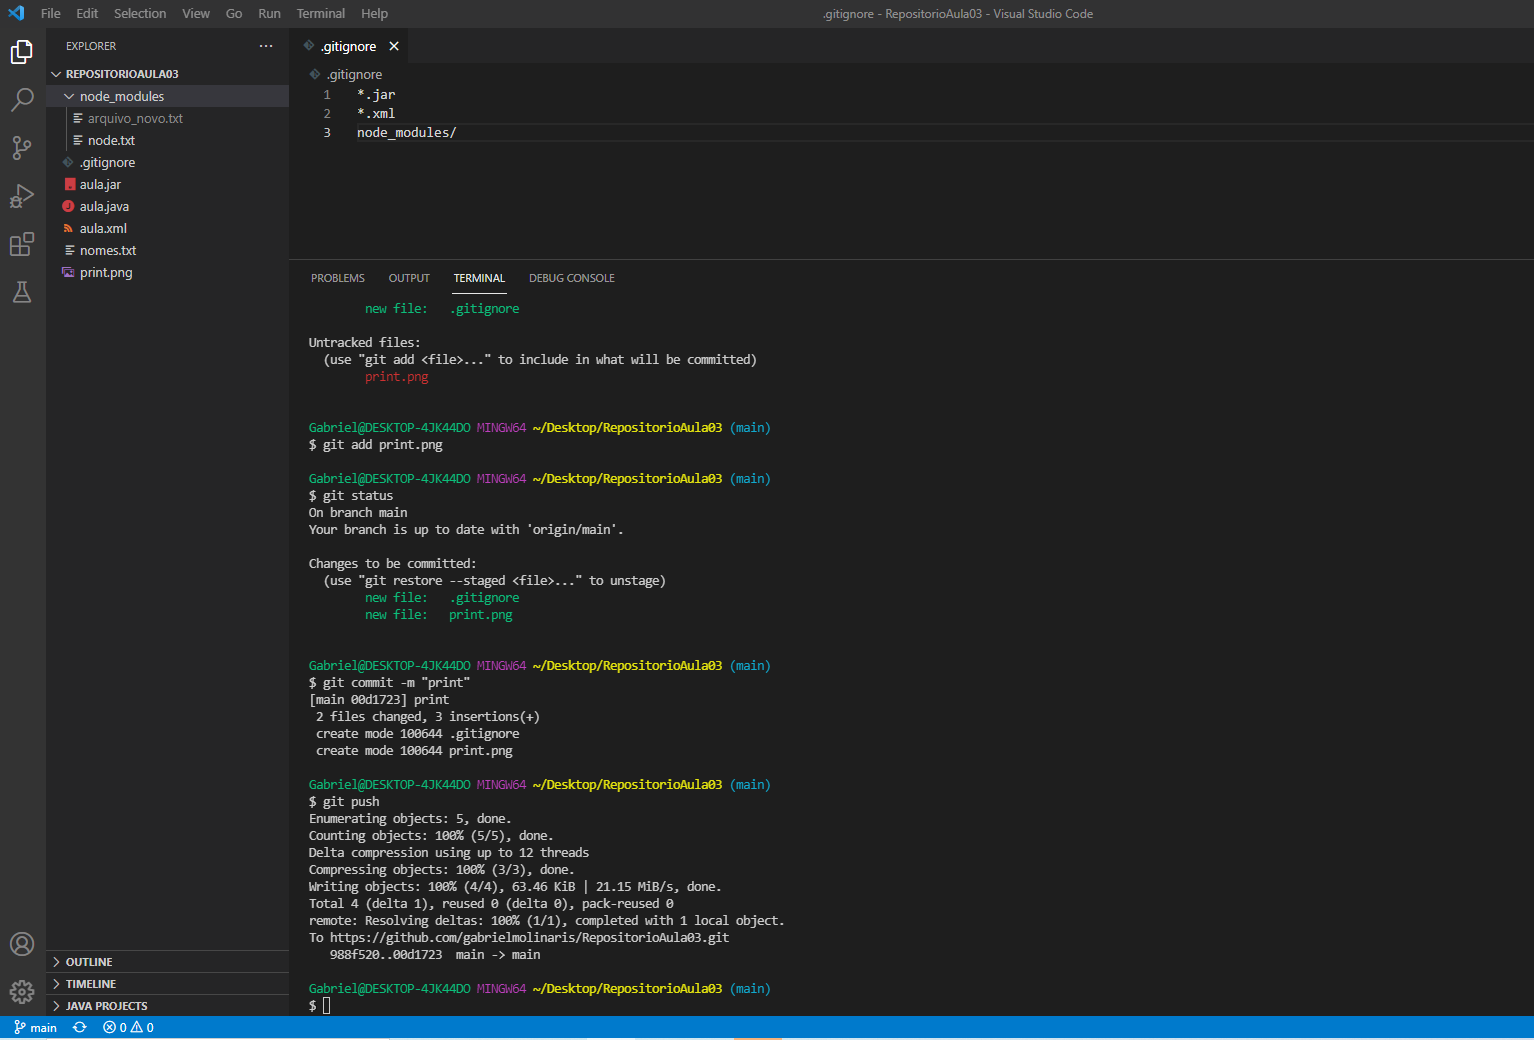 File Edit Selection View Go Run Terminal Help
.gitignore - RepositorioAula03 - Visual Studio Code
EXPLORER
REPOSITORIOAULA03
node_modules
arquivo_novo.txt
node.txt
.gitignore
aula.jar
aula.java
aula.xml
nomes.txt
print.png
OUTLINE
TIMELINE
JAVA PROJECTS
.gitignore
.gitignore
1 *.jar
2 *.xml
3 node_modules/
PROBLEMS OUTPUT TERMINAL DEBUG CONSOLE
new file: .gitignore
Untracked files:
(use "git add <file>..." to include in what will be committed)
print.png
Gabriel@DESKTOP-4JK44DO MINGW64 ~/Desktop/RepositorioAula03 (main)
$ git add print.png
Gabriel@DESKTOP-4JK44DO MINGW64 ~/Desktop/RepositorioAula03 (main)
$ git status
On branch main
Your branch is up to date with 'origin/main'.
Changes to be committed:
(use "git restore --staged <file>..." to unstage)
new file: .gitignore
new file: print.png
Gabriel@DESKTOP-4JK44DO MINGW64 ~/Desktop/RepositorioAula03 (main)
$ git commit -m "print"
[main 00d1723] print
2 files changed, 3 insertions(+)
create mode 100644 .gitignore
create mode 100644 print.png
Gabriel@DESKTOP-4JK44DO MINGW64 ~/Desktop/RepositorioAula03 (main)
$ git push
Enumerating objects: 5, done.
Counting objects: 100% (5/5), done.
Delta compression using up to 12 threads
Compressing objects: 100% (3/3), done.
Writing objects: 100% (4/4), 63.46 KiB | 21.15 MiB/s, done.
Total 4 (delta 1), reused 0 (delta 0), pack-reused 0
remote: Resolving deltas: 100% (1/1), completed with 1 local object.
To https://github.com/gabrielmolinaris/RepositorioAula03.git
988f520..00d1723 main -> main
Gabriel@DESKTOP-4JK44DO MINGW64 ~/Desktop/RepositorioAula03 (main)
$
main 0 0